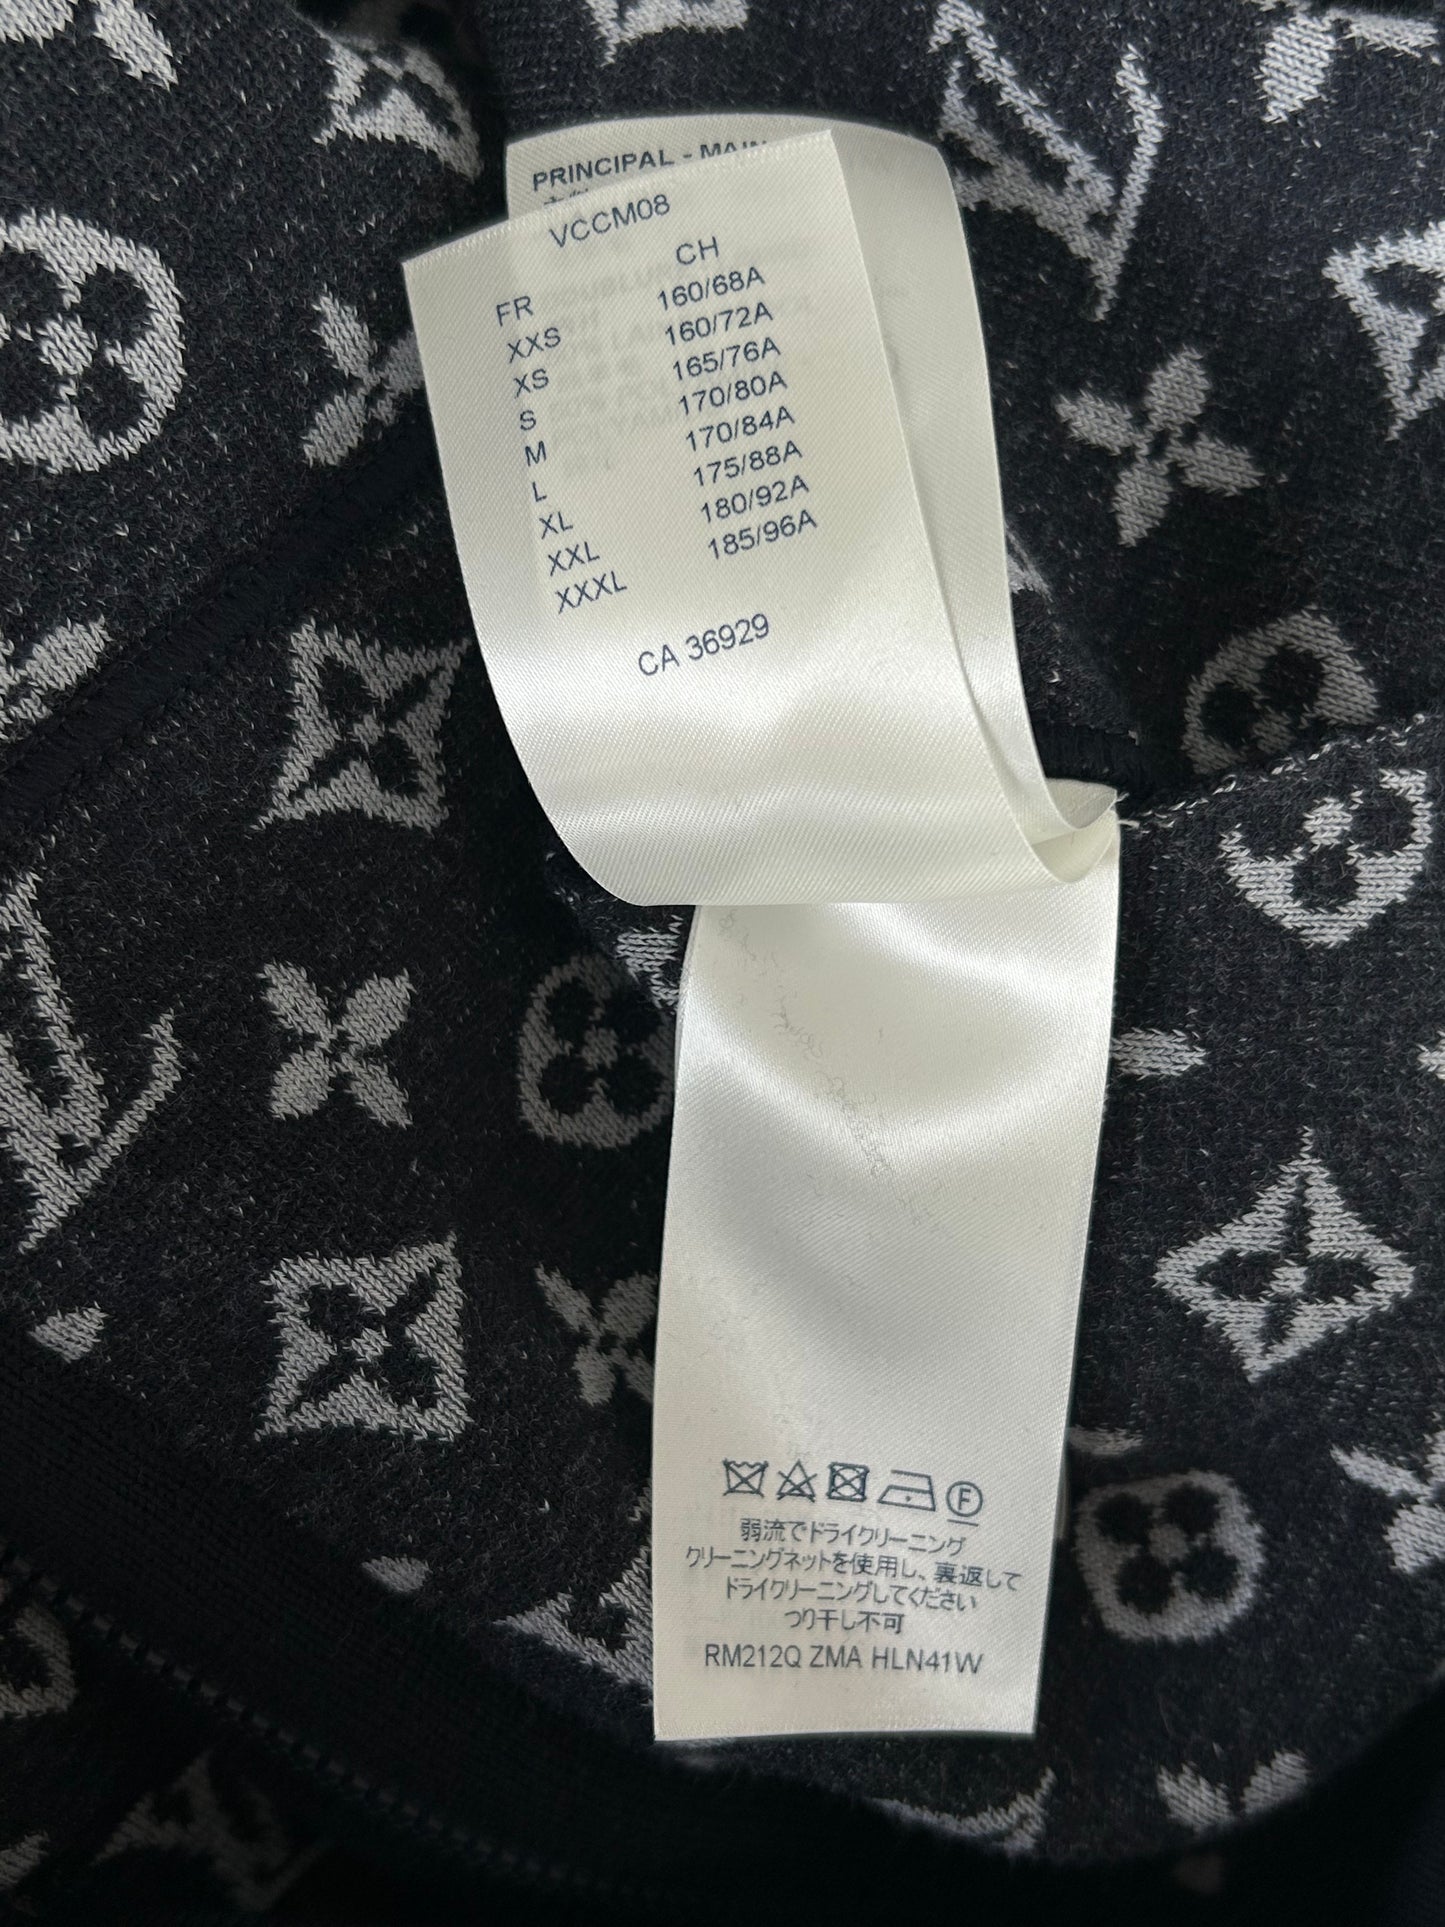 PRINCIPAL - MAIN
VCCM08
CH
FR 160/68A
XXS 160/72A
XS 165/76A
S 170/80A
M 170/84A
L 175/88A
XL 180/92A
XXL 185/96A
XXXL
CA 36929
F
弱流でドライクリーニング
クリーニングネットを使用し、裏返して
ドライクリーニングしてください
つり干し不可
RM212Q ZMA HLN41W